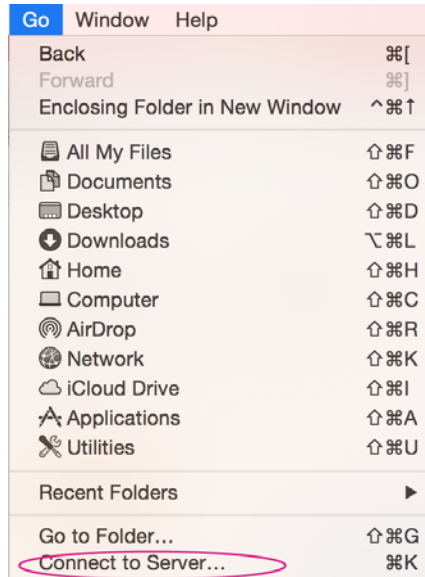 Go Window Help
Back ⌘[
Forward ⌘]
Enclosing Folder in New Window ^⌘↑
All My Files ⇧⌘F
Documents ⇧⌘O
Desktop ⇧⌘D
Downloads ⌥⌘L
Home ⇧⌘H
Computer ⇧⌘C
AirDrop ⇧⌘R
Network ⇧⌘K
iCloud Drive ⇧⌘I
Applications ⇧⌘A
Utilities ⇧⌘U
Recent Folders ▶
Go to Folder... ⇧⌘G
Connect to Server... ⌘K